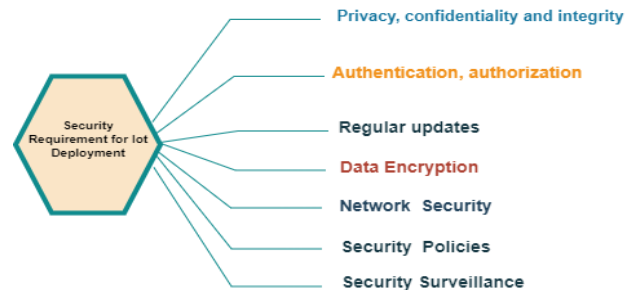 Privacy, confidentiality and integrity
Authentication, authorization
Security
Requirement for Iot
Deployment
Regular updates
Data Encryption
Network Security
Security Policies
Security Surveillance